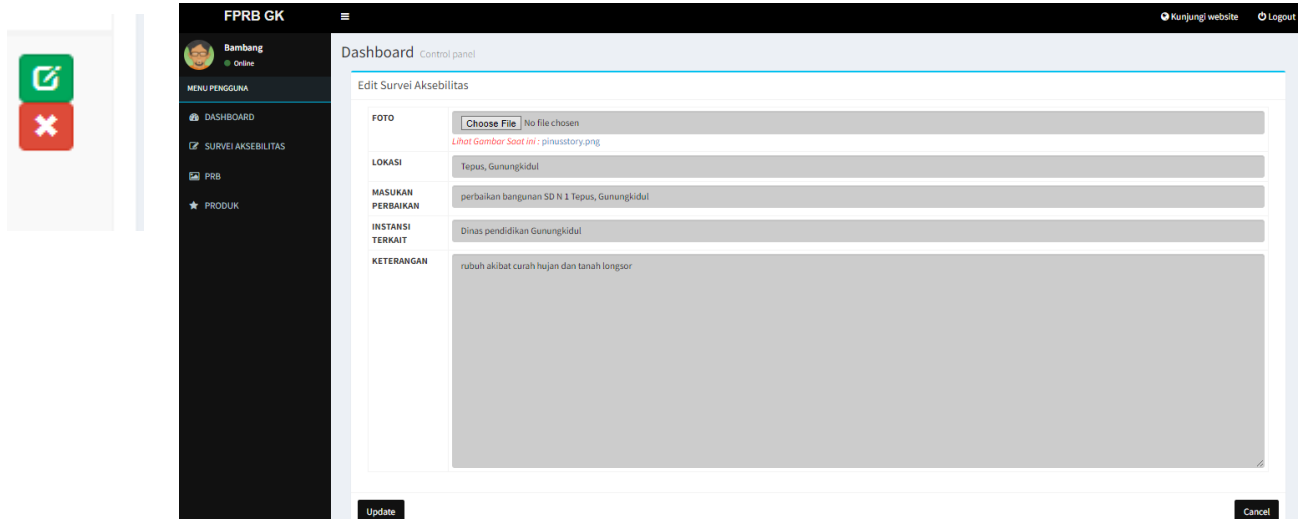 FPRB GK
Kunjungi website
Logout
Bambang
Online
MENU PENGGUNA
DASHBOARD
SURVEI AKSEBILITAS
PRB
PRODUK
Dashboard Control panel
Edit Survei Aksebilitas
FOTO
Choose File No file chosen
Lihat Gambar Saat ini : pinusstory.png
LOKASI
Tepus, Gunungkidul
MASUKAN
PERBAIKAN
perbaikan bangunan SD N 1 Tepus, Gunungkidul
INSTANSI
TERKAIT
Dinas pendidikan Gunungkidul
KETERANGAN
rubuh akibat curah hujan dan tanah longsor
Update
Cancel